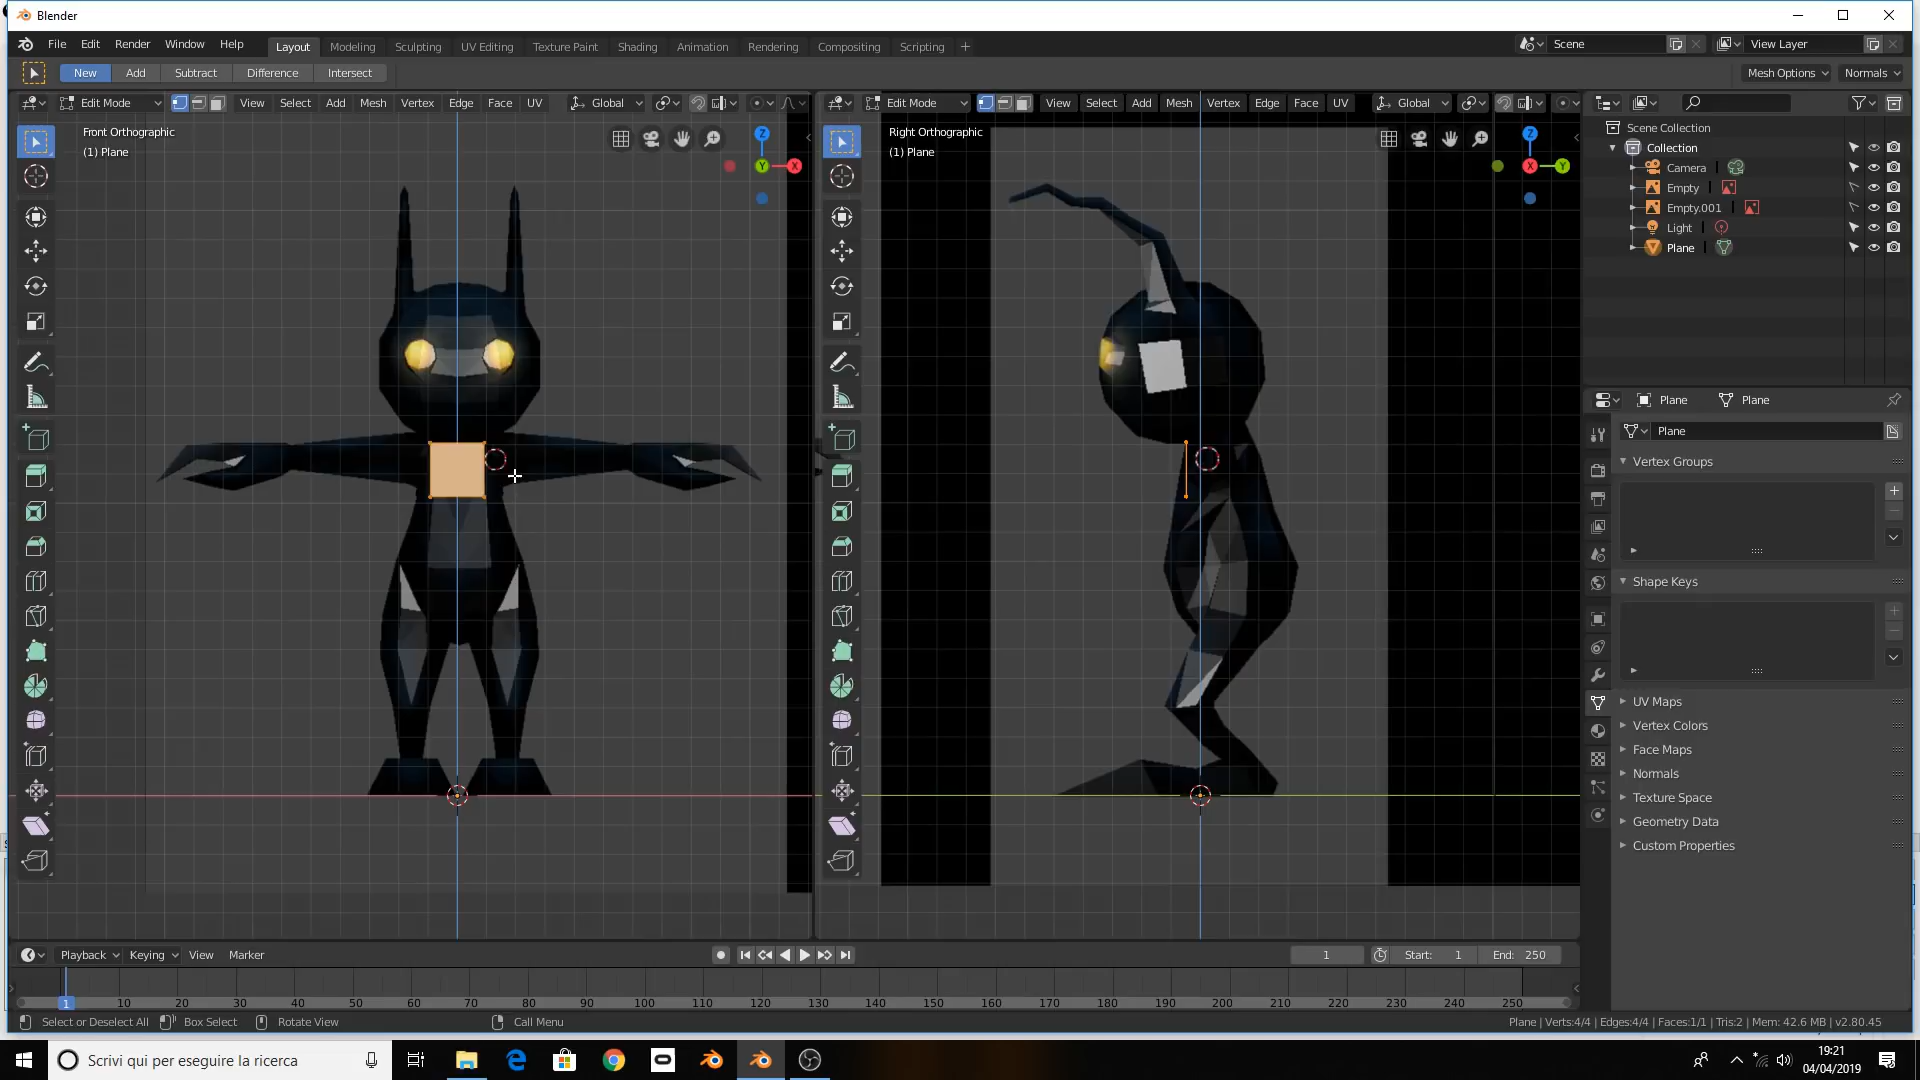 Blender
File Edit Render Window Help Layout Modeling Sculpting UV Editing Texture Paint Shading Animation Rendering Compositing Scripting + Scene View Layer
New Add Subtract Difference Intersect Mesh Options Normals
Edit Mode View Select Add Mesh Vertex Edge Face UV Global Edit Mode View Select Add Mesh Vertex Edge Face UV Global
Front Orthographic
(1) Plane
Z
Y
X
Right Orthographic
(1) Plane
Z
X
Y
Scene Collection
Collection
Camera
Empty
Empty.001
Light
Plane
Plane Plane
Plane
Vertex Groups
Shape Keys
UV Maps
Vertex Colors
Face Maps
Normals
Texture Space
Geometry Data
Custom Properties
Playback Keying View Marker 1 Start: 1 End: 250
1 10 20 30 40 50 60 70 80 90 100 110 120 130 140 150 160 170 180 190 200 210 220 230 240 250
Select or Deselect All Box Select Rotate View Call Menu Plane | Verts:4/4 | Edges:4/4 | Faces:1/1 | Tris:2 | Mem: 42.6 MB | v2.80.45
Scrivi qui per eseguire la ricerca
19:21
04/04/2019